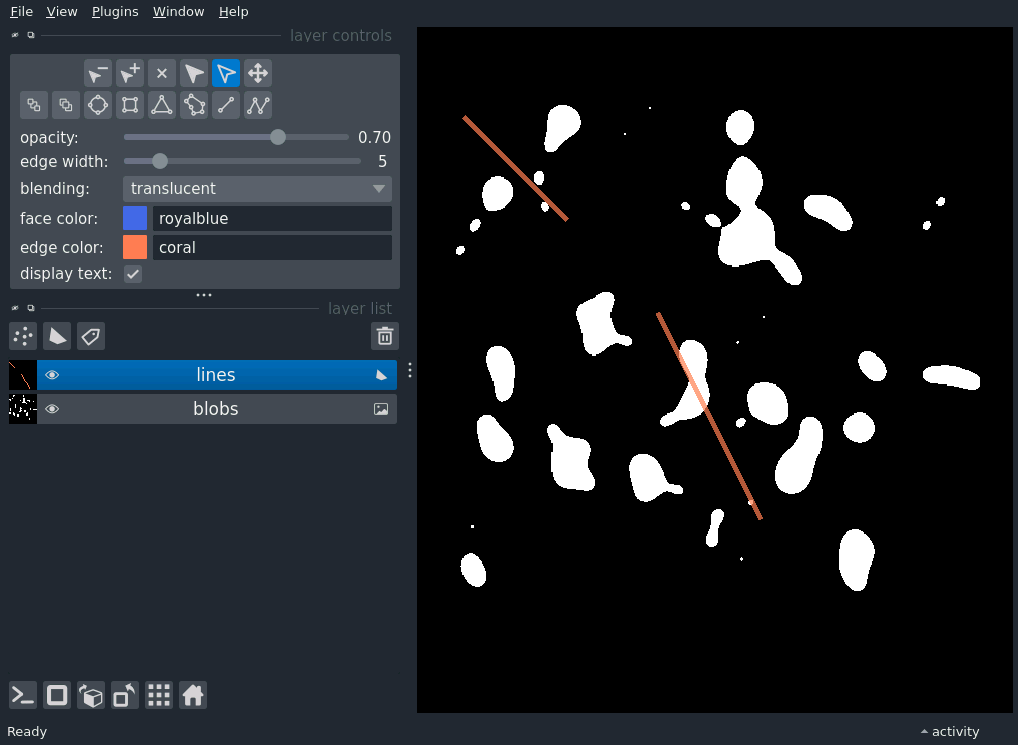 File View Plugins Window Help
layer controls
opacity: 0.70
edge width: 5
blending: translucent
face color: royalblue
edge color: coral
display text:
layer list
lines
blobs
Ready activity